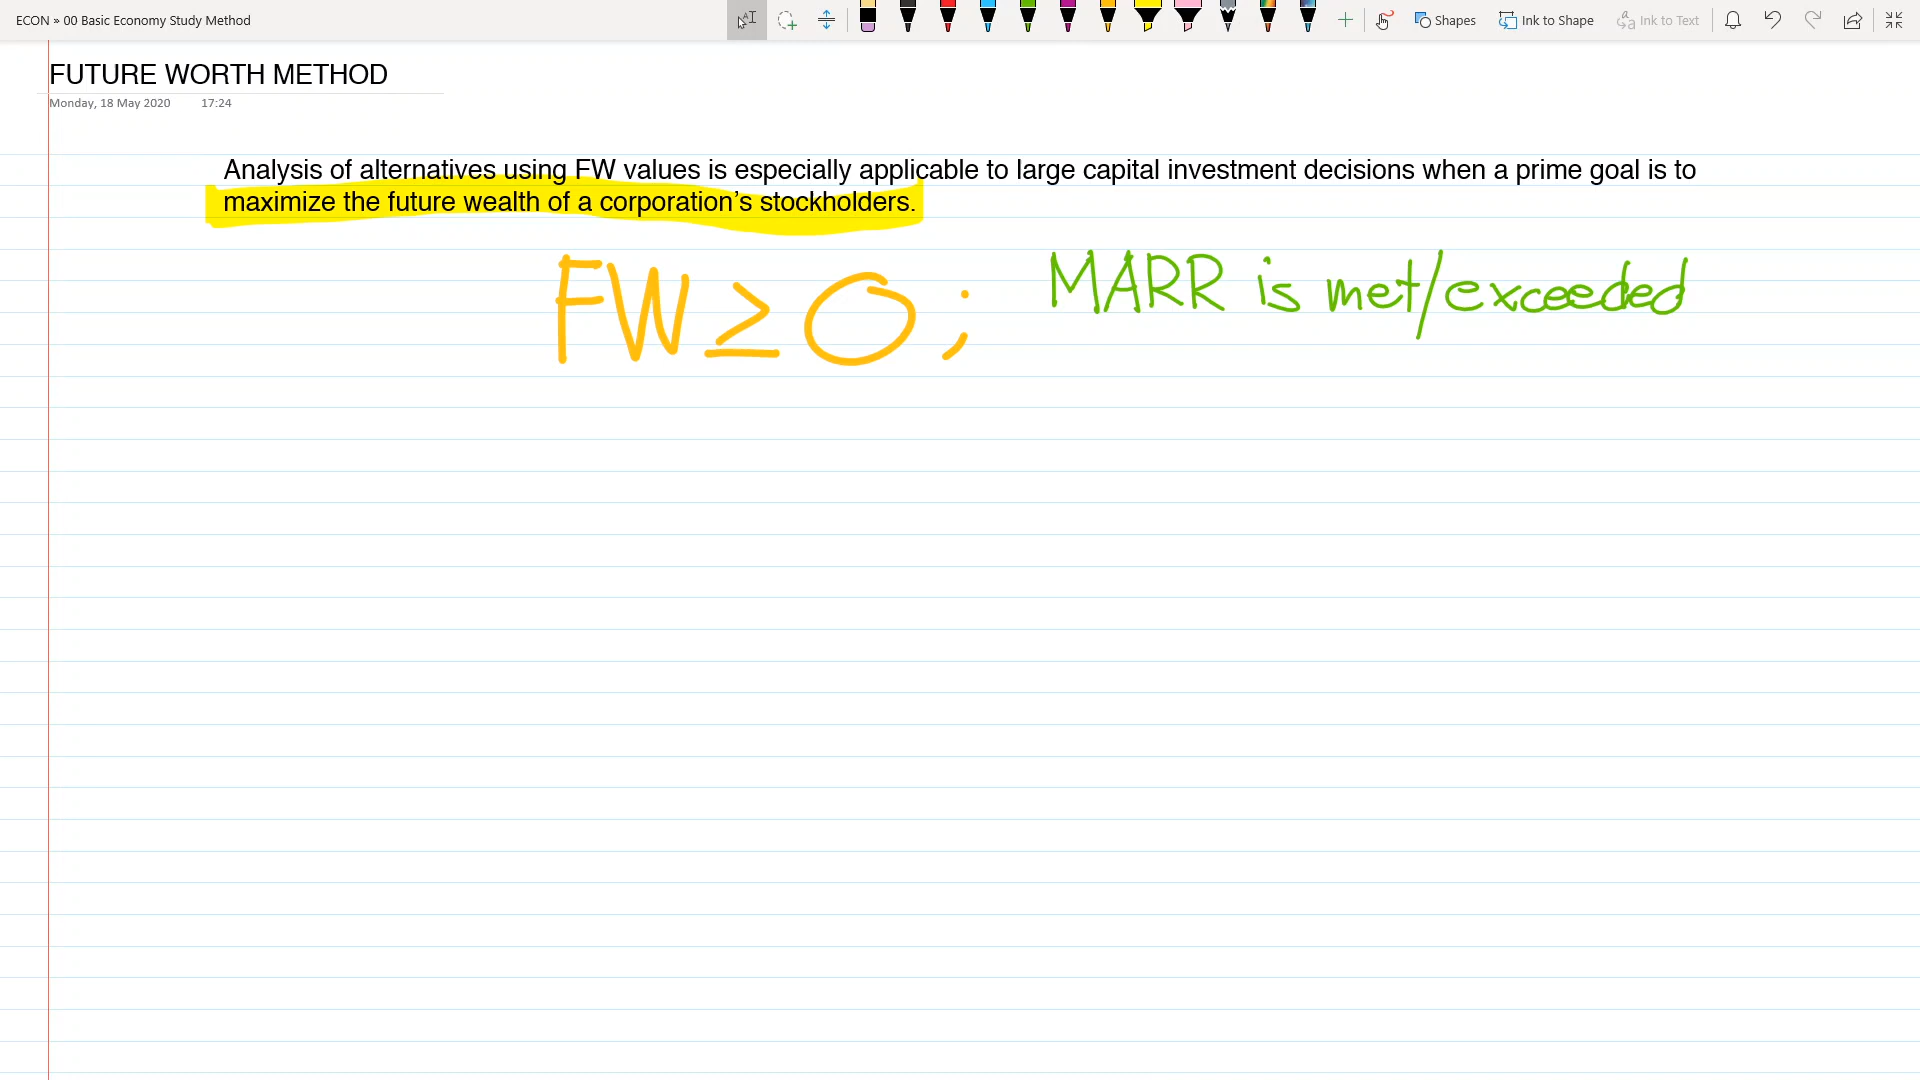 ECON » 00 Basic Economy Study Method
Shapes
Ink to Shape
Ink to Text
FUTURE WORTH METHOD
Monday, 18 May 2020 17:24
Analysis of alternatives using FW values is especially applicable to large capital investment decisions when a prime goal is to
maximize the future wealth of a corporation’s stockholders.
FW ≥ 0 ; MARR is met/exceeded